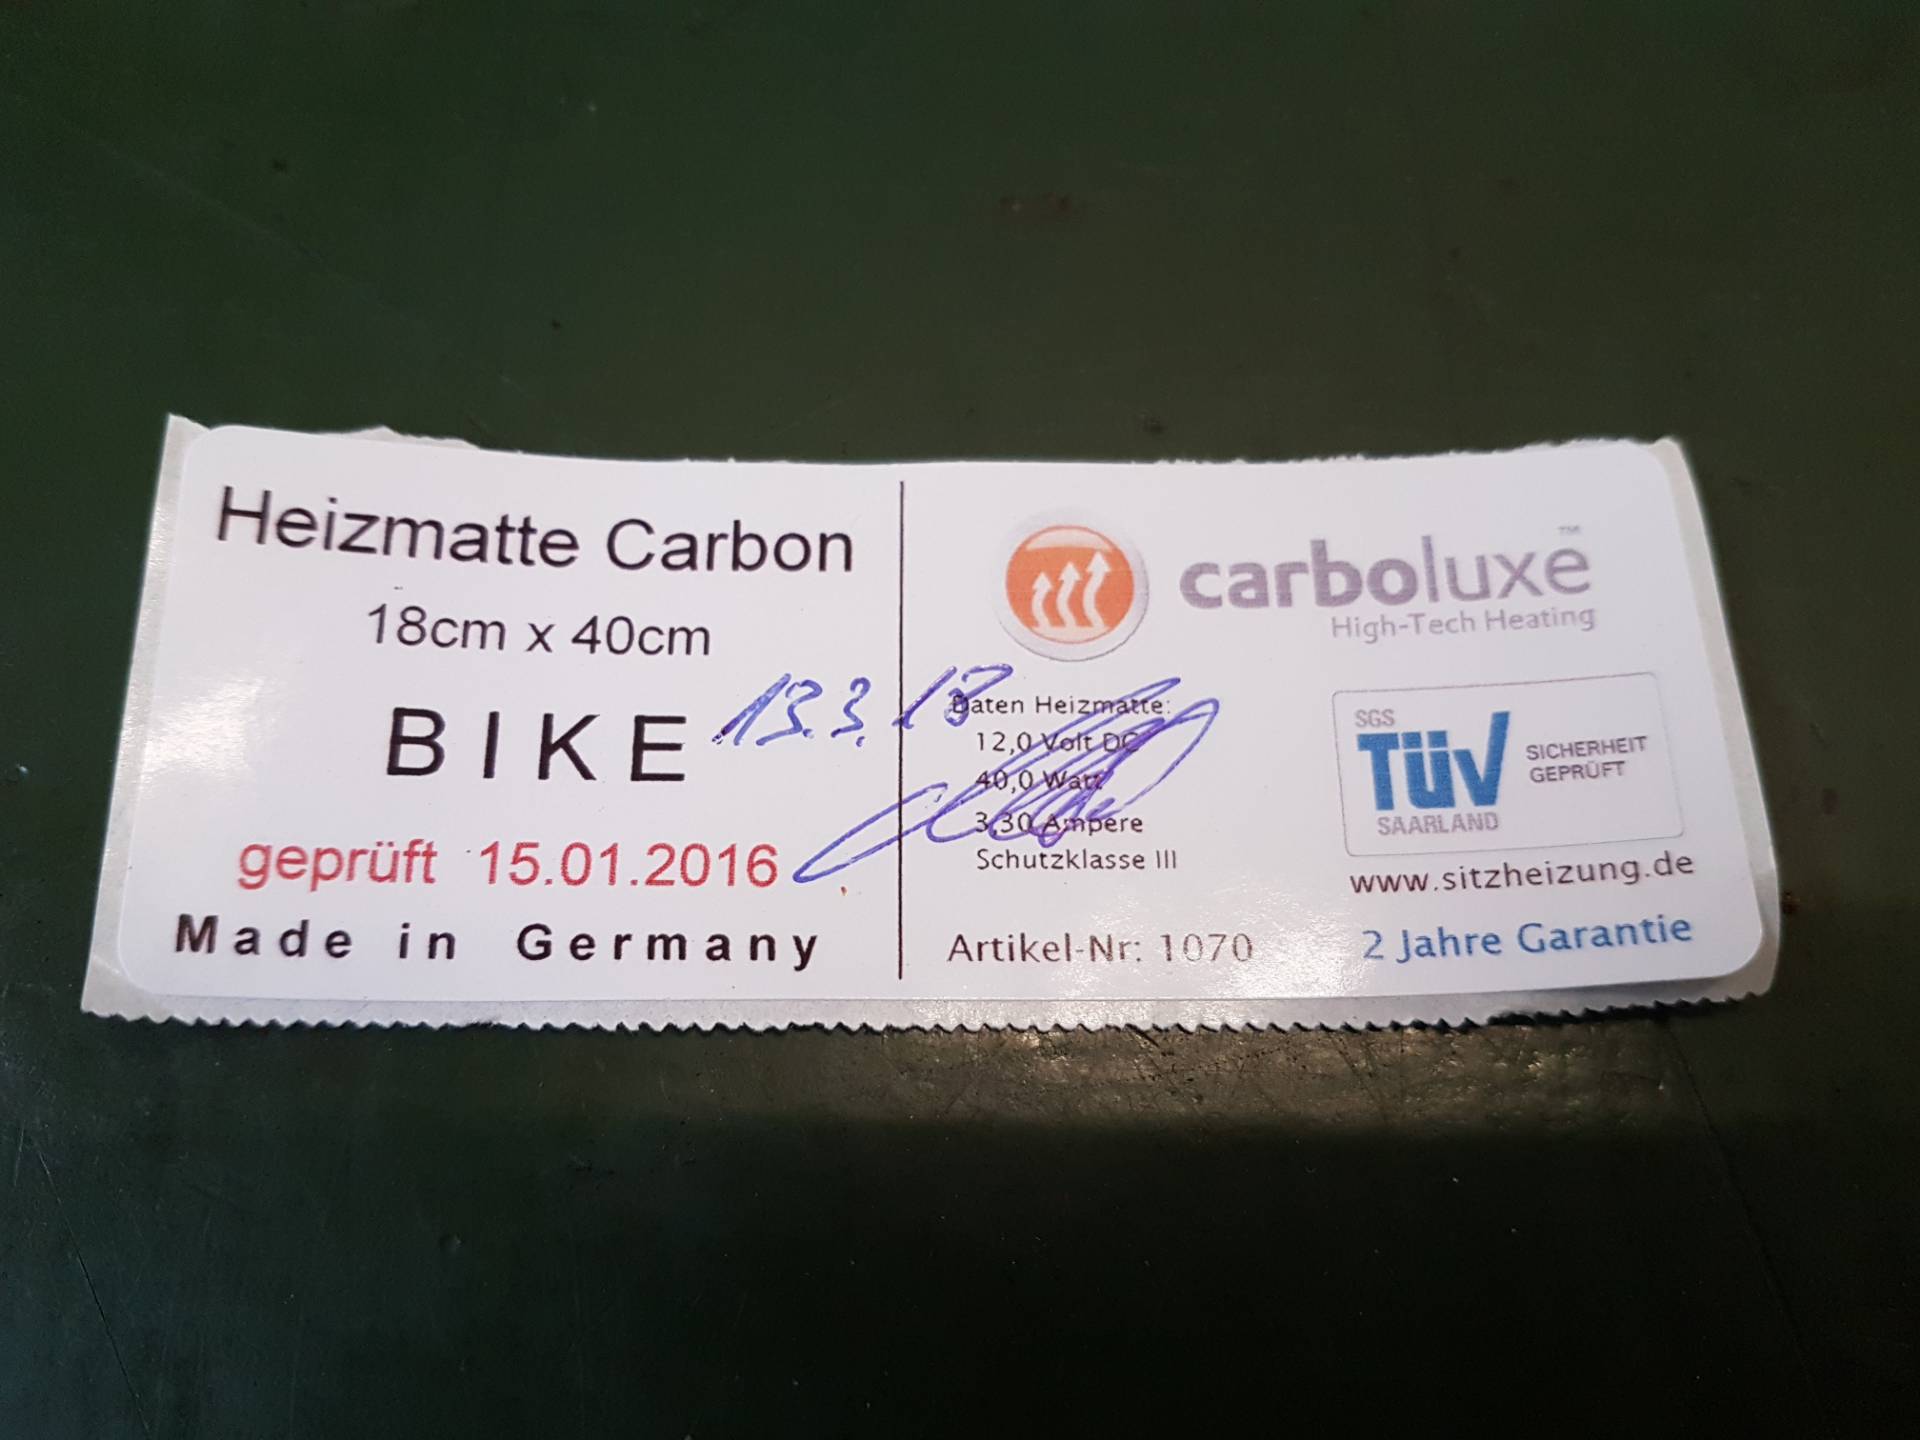 Heizmatte Carbon
18cm x 40cm
BIKE
13.3.18
geprüft 15.01.2016
Made in Germany
carboluxe™
High-Tech Heating
Daten Heizmatte:
12,0 Volt DC
40,0 Watt
3,30 Ampere
Schutzklasse III
Artikel-Nr: 1070
SGS
TÜV
SAARLAND
SICHERHEIT
GEPRÜFT
www.sitzheizung.de
2 Jahre Garantie